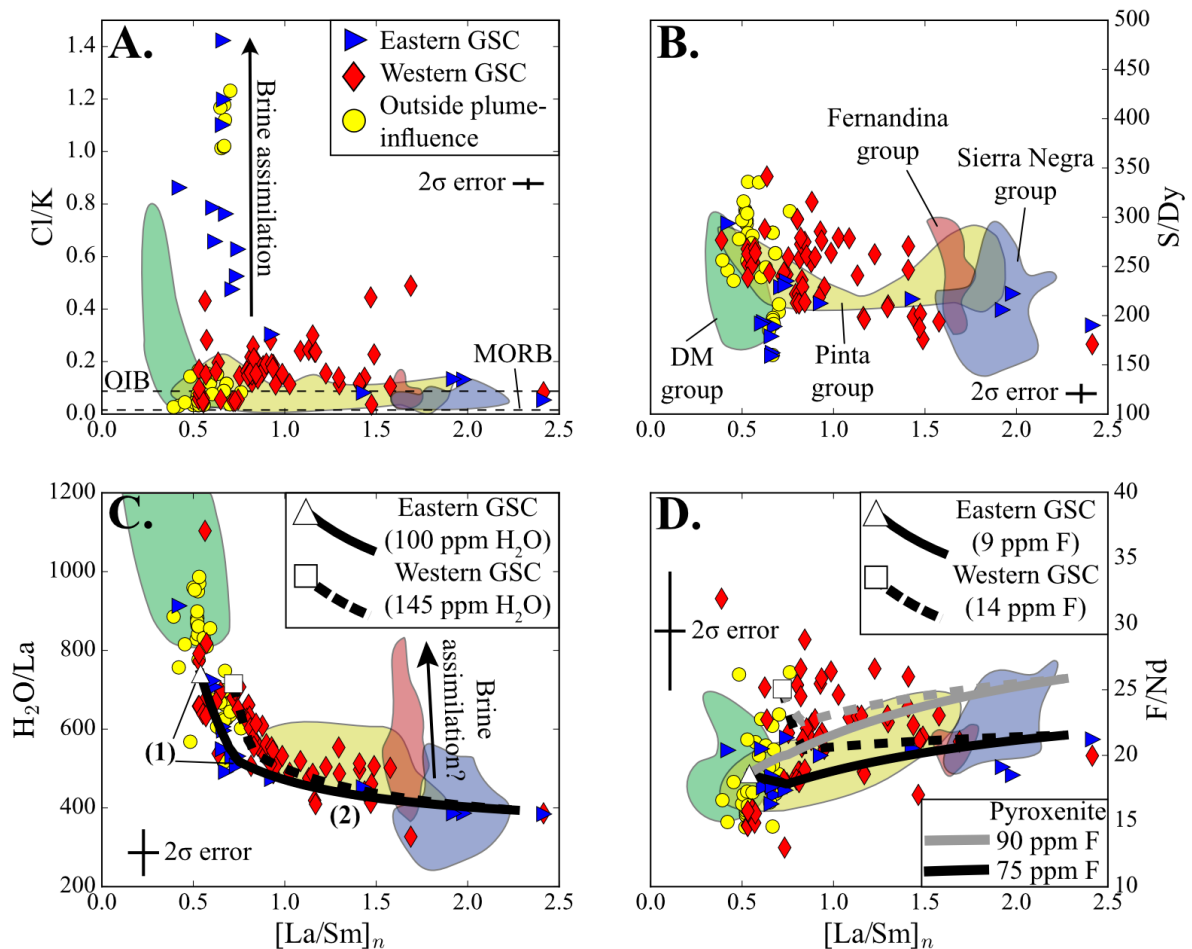 A.
1.4
1.2
1.0
0.8
0.6
0.4
0.2
0.0
Cl/K
Eastern GSC
Western GSC
Outside plume-
influence
Brine assimilation
2σ error
OIB
MORB
0.0 0.5 1.0 1.5 2.0 2.5
B.
500
450
400
350
300
250
200
150
100
S/Dy
Fernandina
group
Sierra Negra
group
DM
group
Pinta
group
2σ error
0.0 0.5 1.0 1.5 2.0 2.5
C.
1200
1000
800
600
400
200
H₂O/La
Eastern GSC
(100 ppm H₂O)
Western GSC
(145 ppm H₂O)
Brine
assimilation?
(1)
(2)
2σ error
0.0 0.5 1.0 1.5 2.0 2.5
[La/Sm]ₙ
D.
40
35
30
25
20
15
10
F/Nd
Eastern GSC
(9 ppm F)
Western GSC
(14 ppm F)
2σ error
Pyroxenite
90 ppm F
75 ppm F
0.0 0.5 1.0 1.5 2.0 2.5
[La/Sm]ₙ